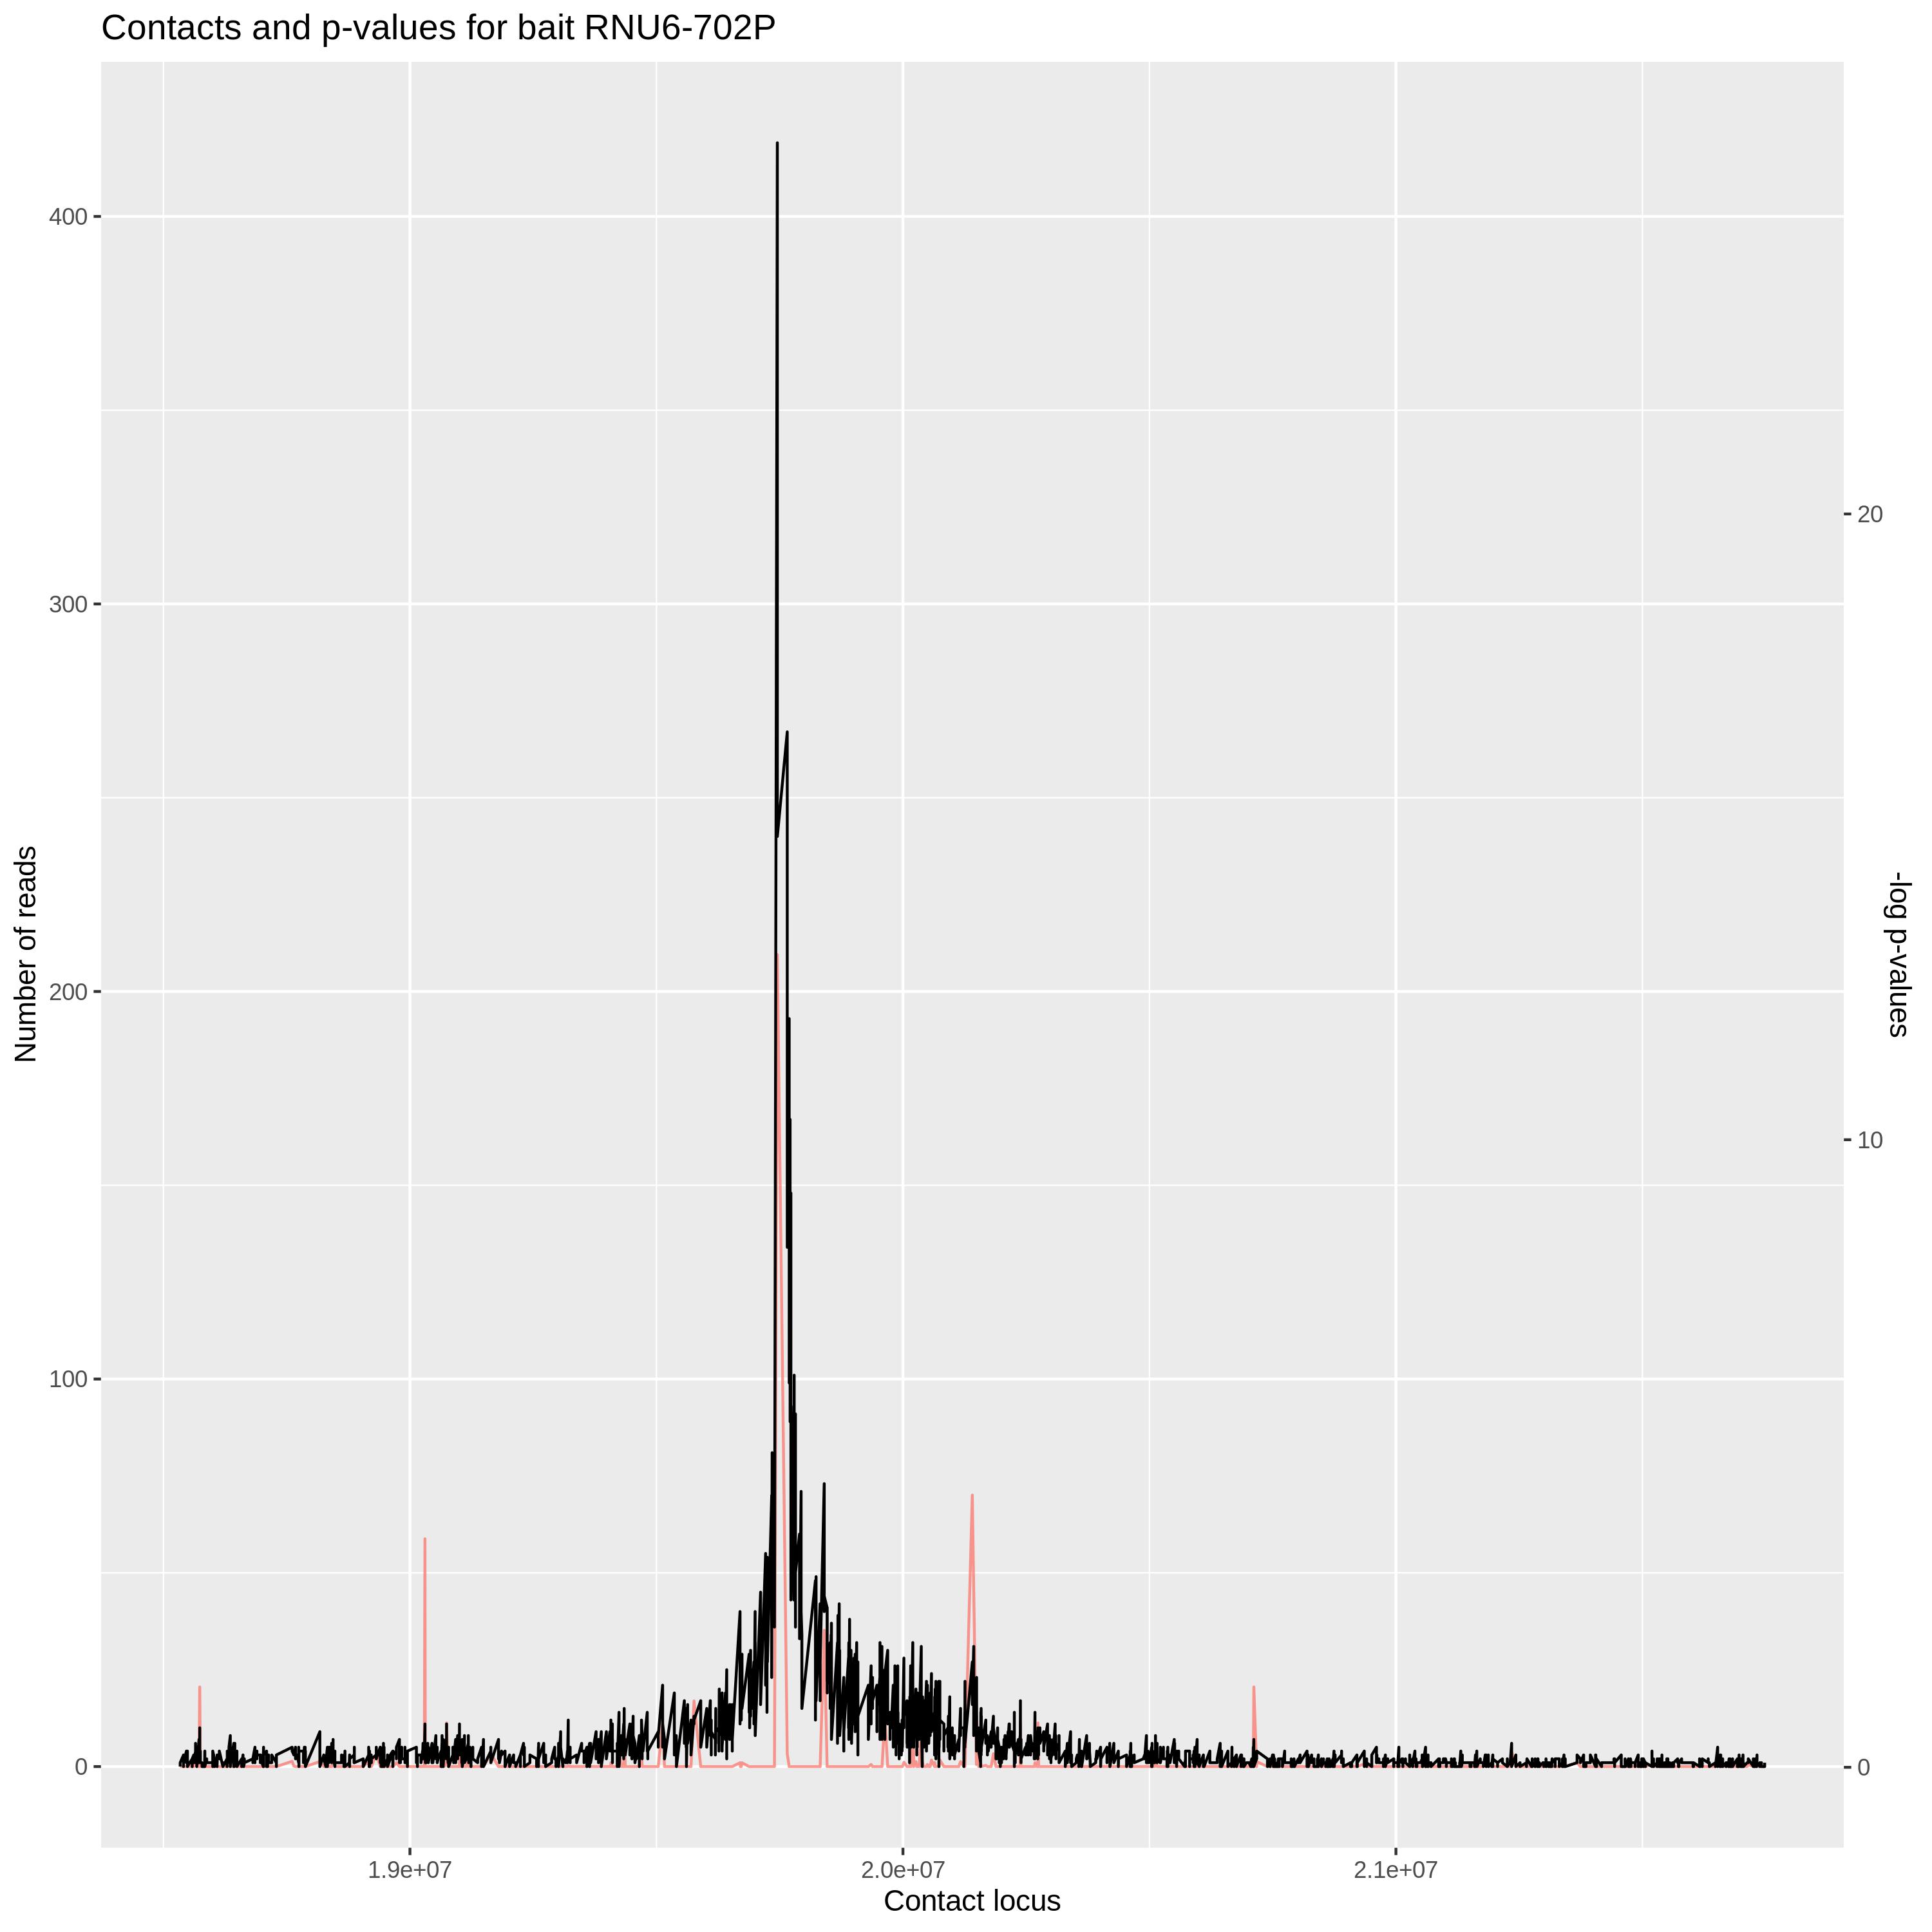 Contacts and p-values for bait RNU6-702P
400
300
200
100
0
Number of reads
20
10
0
-log p-values
1.9e+07
2.0e+07
2.1e+07
Contact locus